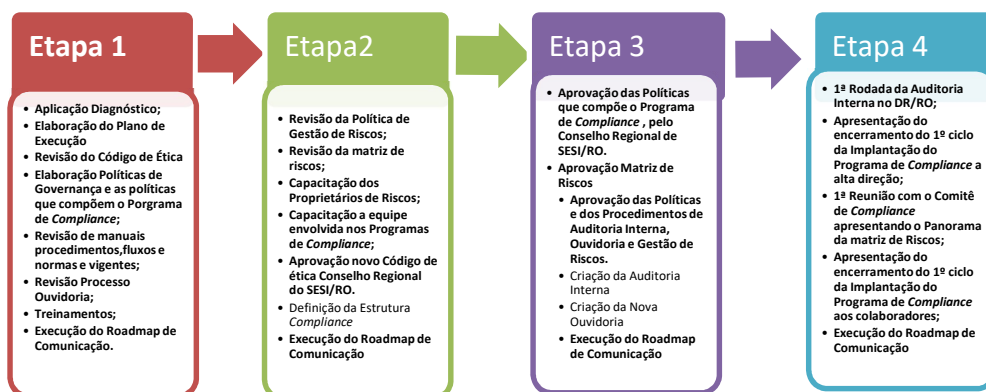 Etapa 1
• Aplicação Diagnóstico;
• Elaboração do Plano de
Execução
• Revisão do Código de Ética
• Elaboração Políticas de
Governança e as políticas
que compõem o Porgrama
de Compliance;
• Revisão de manuais
procedimentos,fluxos e
normas e vigentes;
• Revisão Processo
Ouvidoria;
• Treinamentos;
• Execução do Roadmap de
Comunicação.
Etapa2
• Revisão da Política de
Gestão de Riscos;
• Revisão da matriz de
riscos;
• Capacitação dos
Proprietários de Riscos;
• Capacitação a equipe
envolvida nos Programas
de Compliance;
• Aprovação novo Código de
ética Conselho Regional
do SESI/RO.
• Definição da Estrutura
Compliance
• Execução do Roadmap de
Comunicação
Etapa 3
• Aprovação das Políticas
que compõe o Programa
de Compliance , pelo
Conselho Regional de
SESI/RO.
• Aprovação Matriz de
Riscos
• Aprovação das Políticas
e dos Procedimentos de
Auditoria Interna,
Ouvidoria e Gestão de
Riscos.
• Criação da Auditoria
Interna
• Criação da Nova
Ouvidoria
• Execução do Roadmap
de Comunicação
Etapa 4
• 1ª Rodada da Auditoria
Interna no DR/RO;
• Apresentação do
encerramento do 1º ciclo
da Implantação do
Programa de Compliance a
alta direção;
• 1ª Reunião com o Comitê
de Compliance
apresentando o Panorama
da matriz de Riscos;
• Apresentação do
encerramento do 1º ciclo
da Implantação do
Programa de Compliance
aos colaboradores;
• Execução do Roadmap de
Comunicação